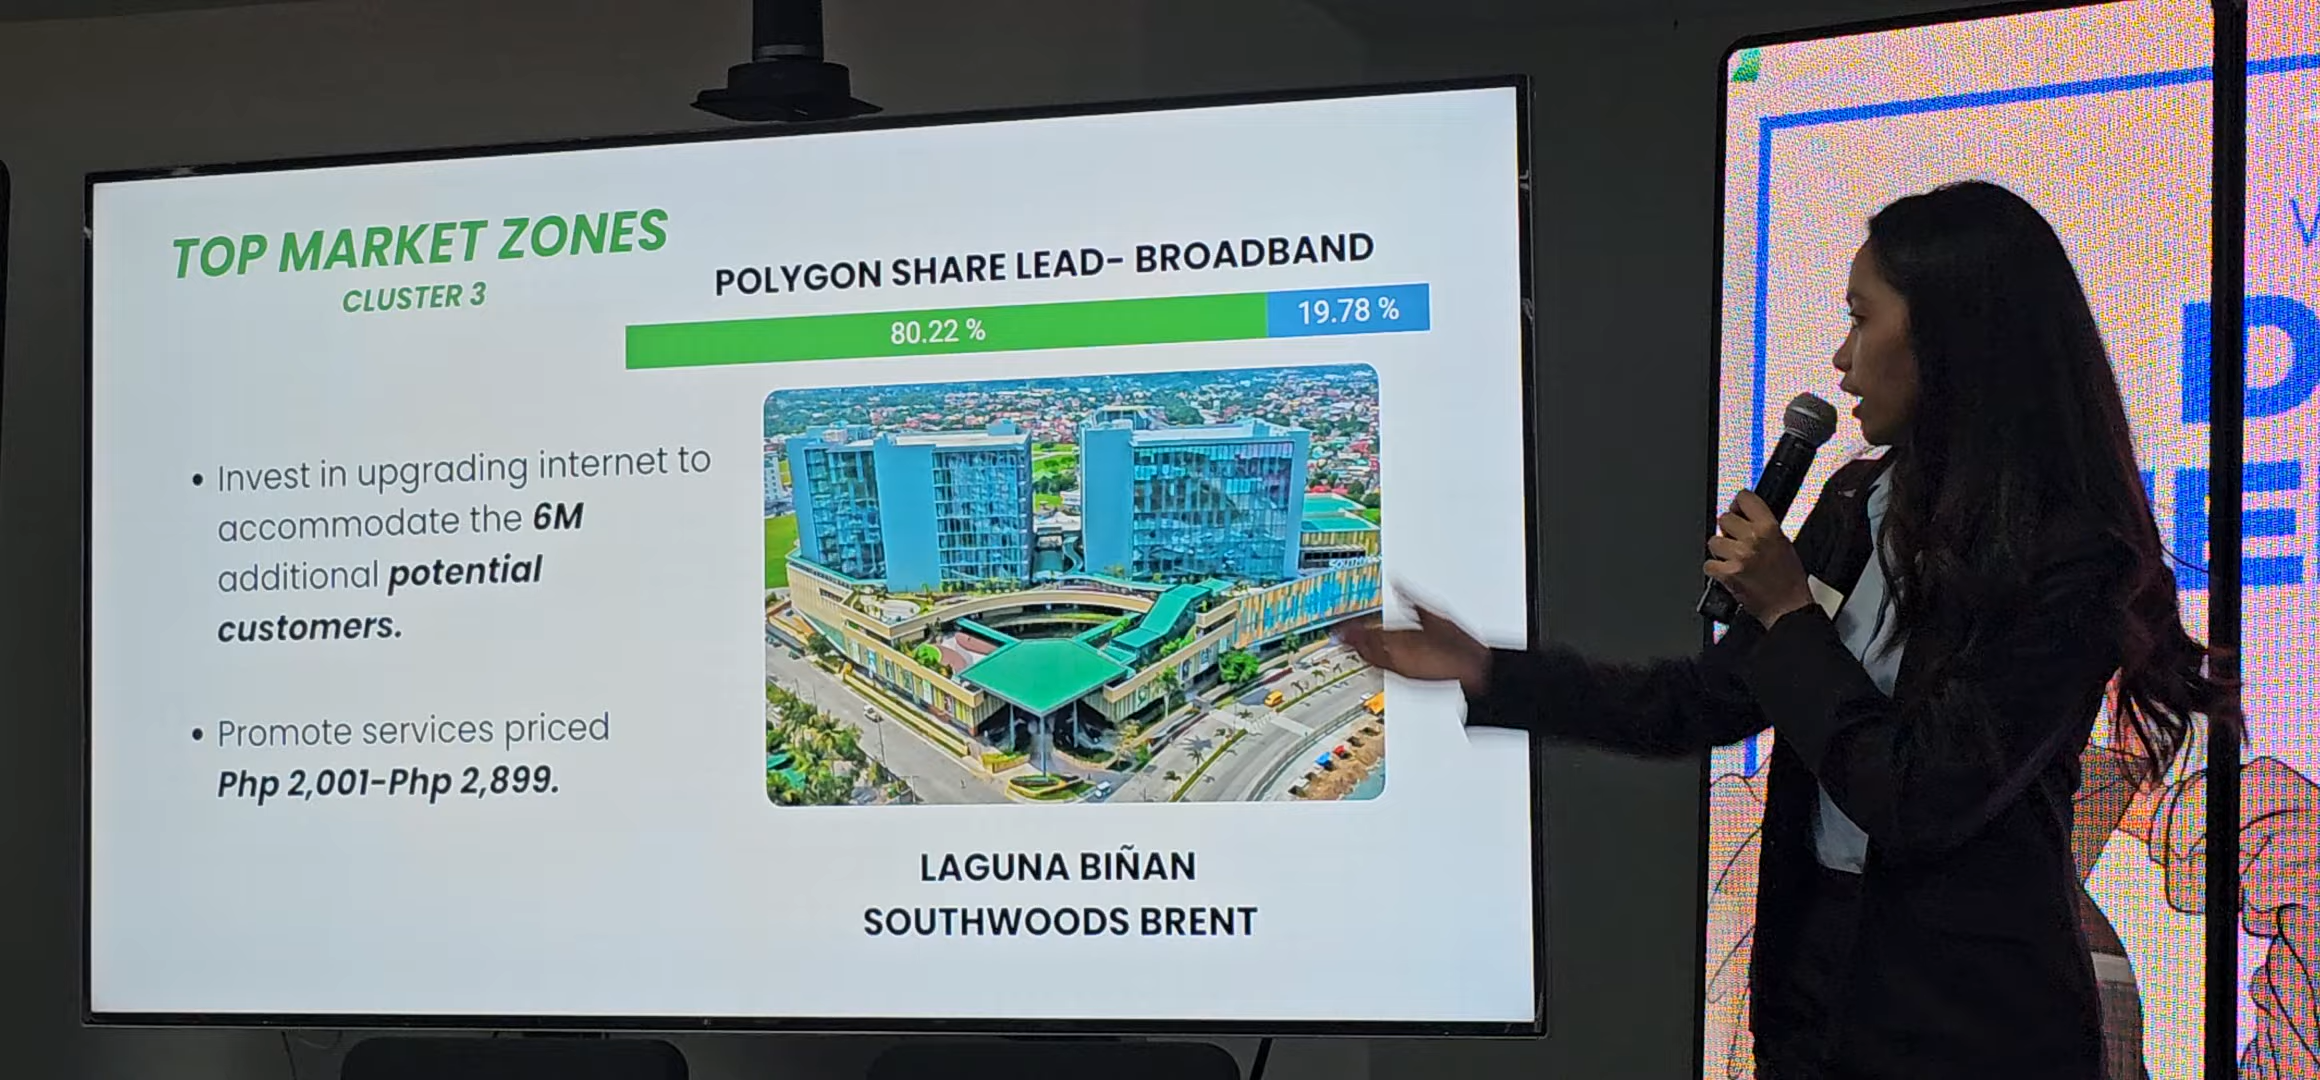 TOP MARKET ZONES
CLUSTER 3
POLYGON SHARE LEAD- BROADBAND
80.22 %
19.78 %
• Invest in upgrading internet to
accommodate the 6M
additional potential
customers.
• Promote services priced
Php 2,001-Php 2,899.
LAGUNA BIÑAN
SOUTHWOODS BRENT